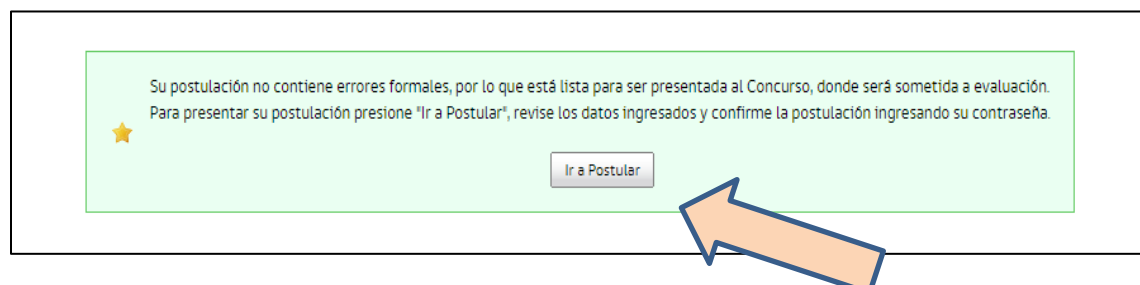 Su postulación no contiene errores formales, por lo que está lista para ser presentada al Concurso, donde será sometida a evaluación.
Para presentar su postulación presione "Ir a Postular", revise los datos ingresados y confirme la postulación ingresando su contraseña.
Ir a Postular